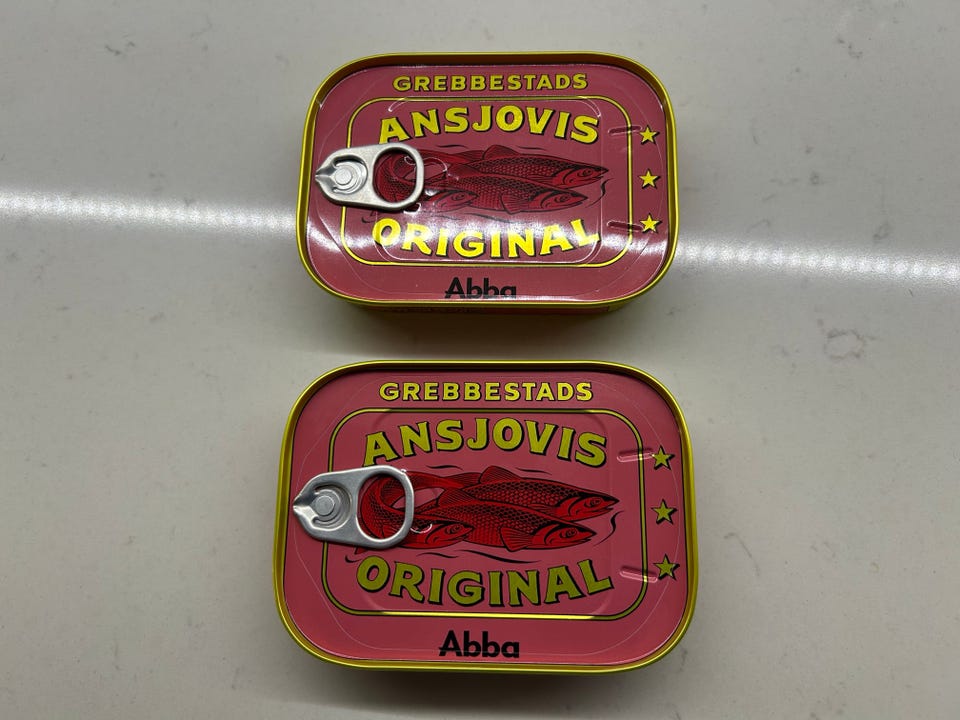 GREBBESTADS
ANSJOVIS
ORIGINAL
Abba
GREBBESTADS
ANSJOVIS
ORIGINAL
Abba